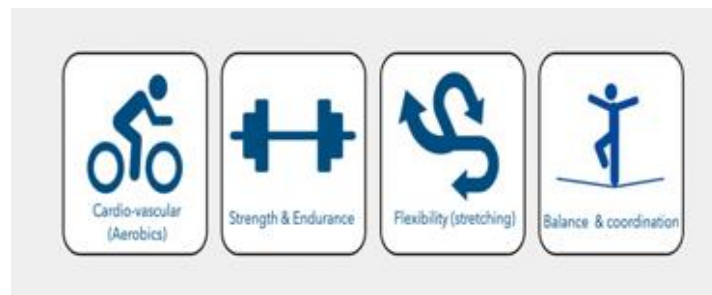 Cardio-vascular
(Aerobics)
Strength & Endurance
Flexibility (stretching)
Balance & coordination